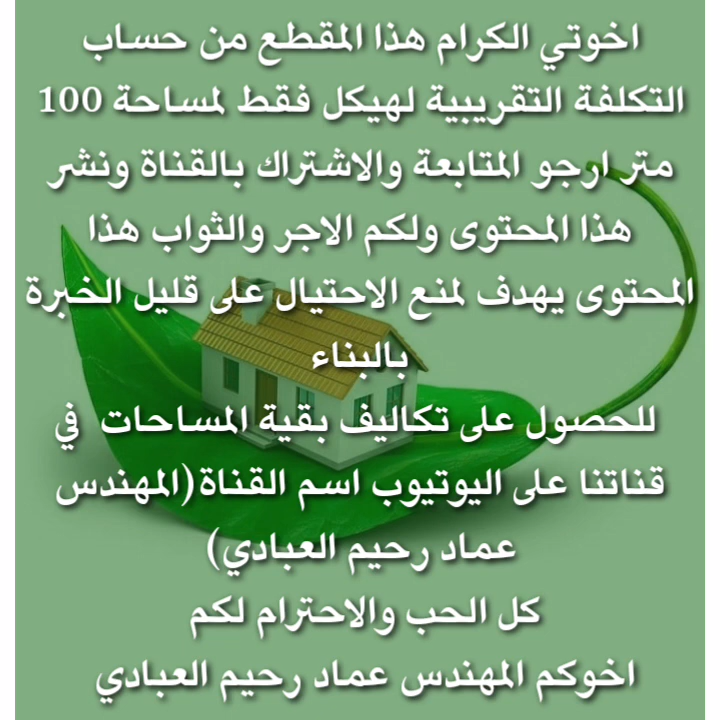 اخوتي الكرام هذا المقطع من حساب
التكلفة التقريبية لهيكل فقط لمساحة 100
متر ارجو المتابعة والاشتراك بالقناة ونشر
هذا المحتوى ولكم الاجر والثواب هذا
المحتوى يهدف لمنع الاحتيال على قليل الخبرة
بالبناء
للحصول على تكاليف بقية المساحات في
قناتنا على اليوتيوب اسم القناة(المهندس
عماد رحيم العبادي)
كل الحب والاحترام لكم
اخوكم المهندس عماد رحيم العبادي